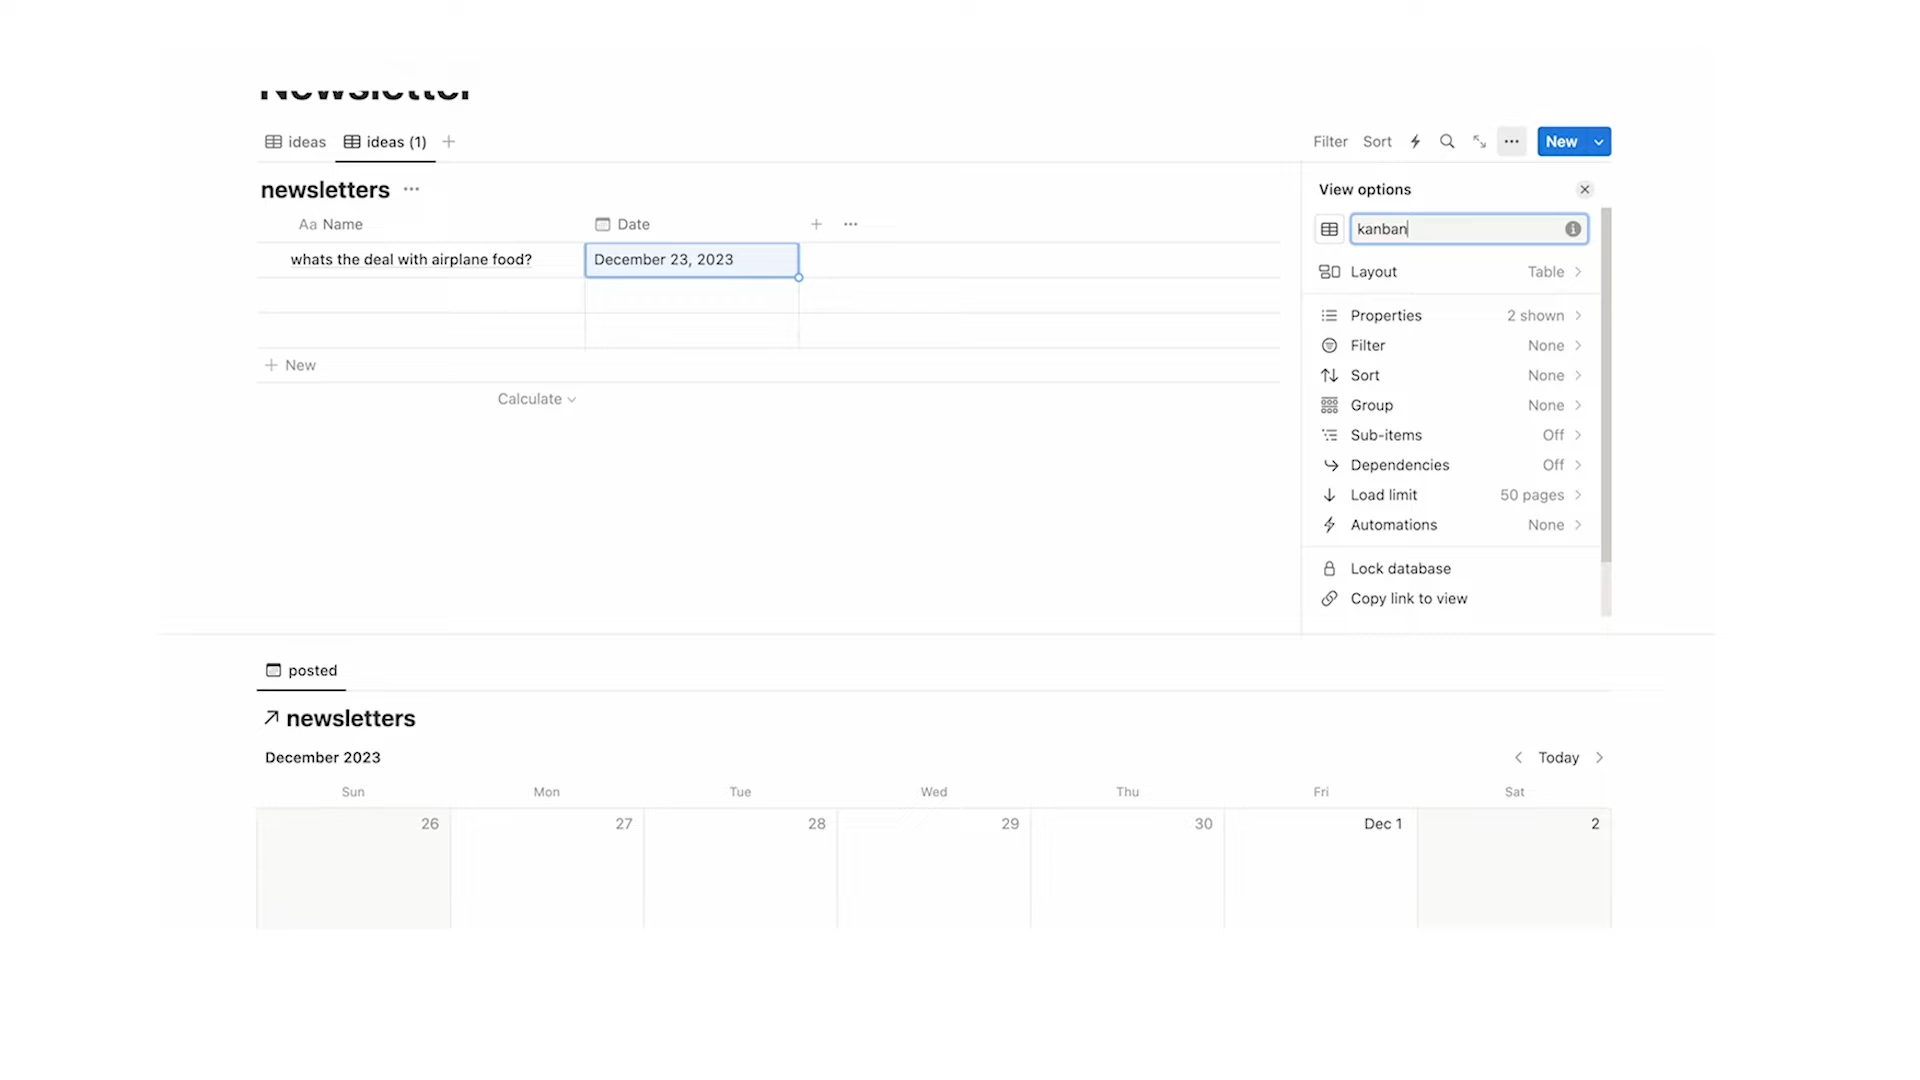 Newsletter
ideas ideas (1) Filter Sort New
newsletters
View options
Aa Name Date
kanban
whats the deal with airplane food? December 23, 2023
Layout Table
Properties 2 shown
Filter None
New
Sort None
Calculate
Group None
Sub-items Off
Dependencies Off
Load limit 50 pages
Automations None
Lock database
Copy link to view
posted
newsletters
December 2023 Today
Sun Mon Tue Wed Thu Fri Sat
26 27 28 29 30 Dec 1 2